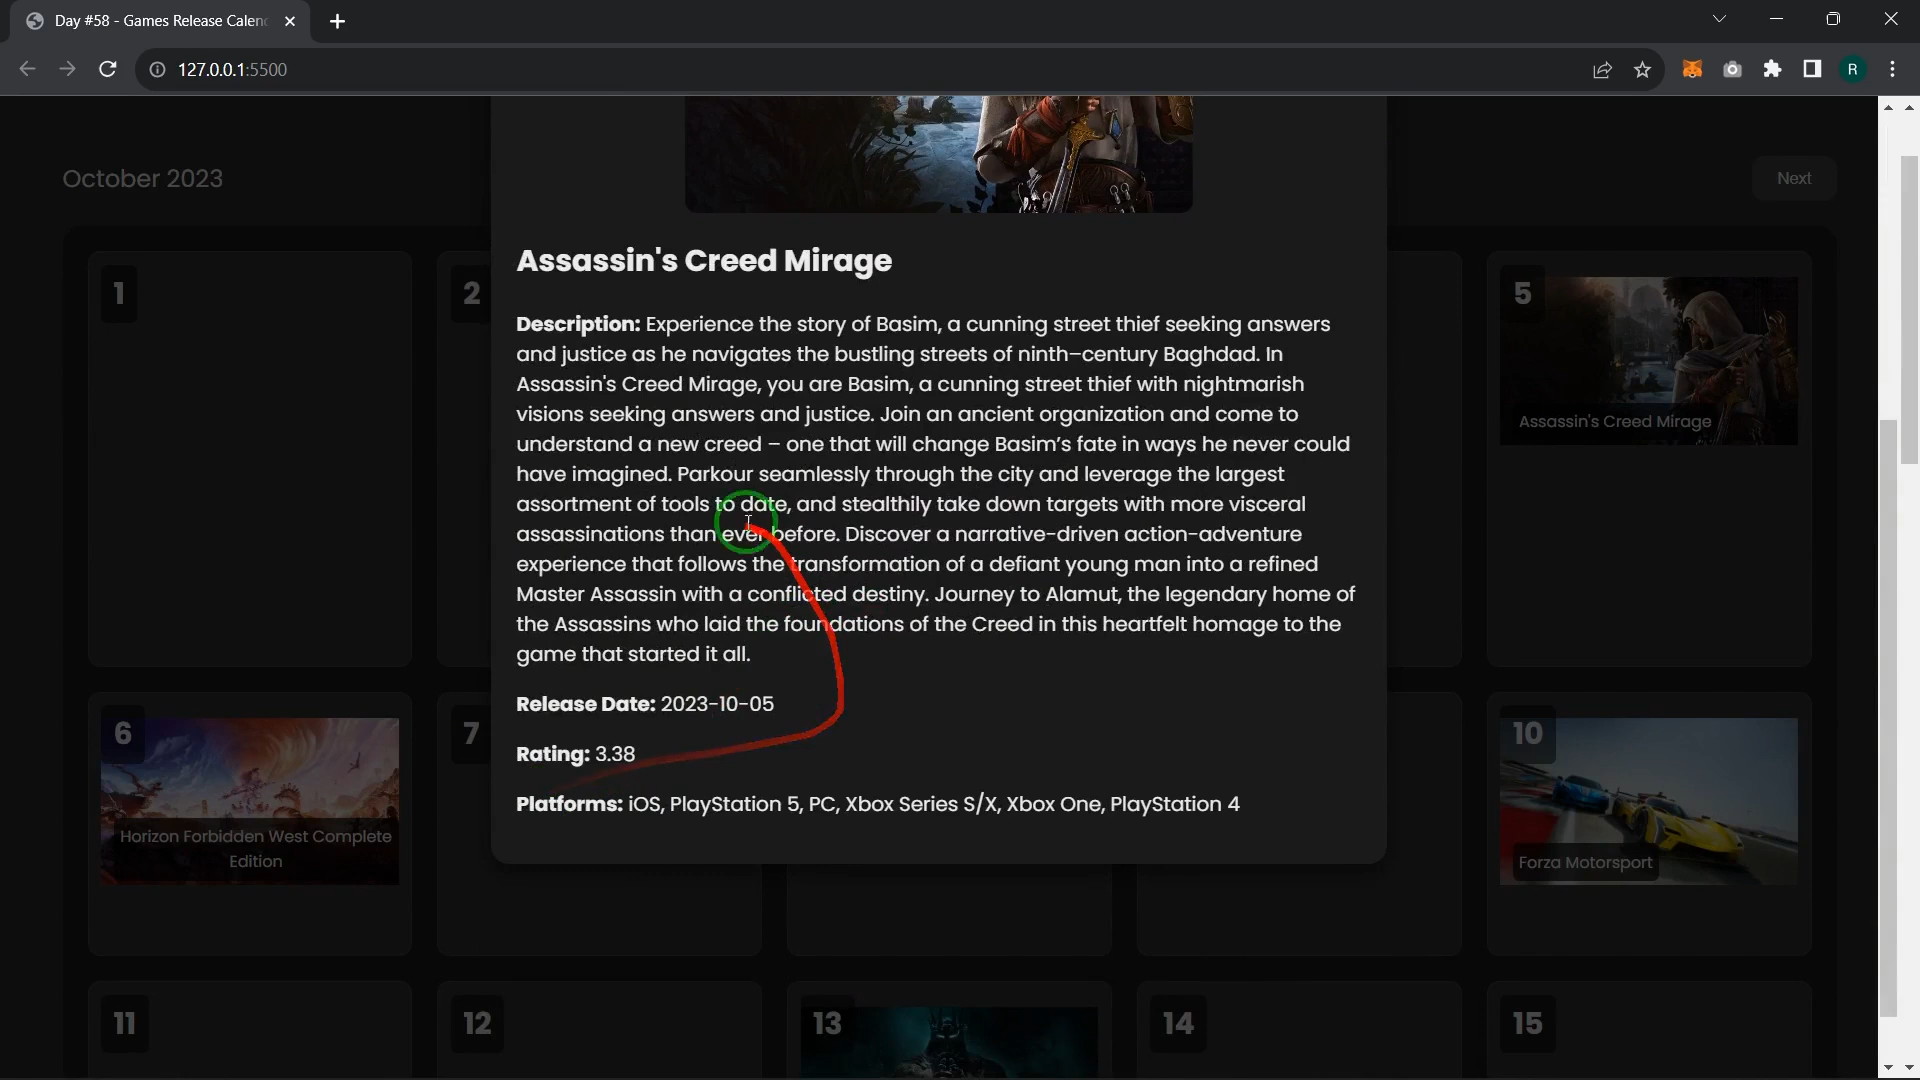 Day #58 - Games Release Calen
127.0.0.1:5500
R
October 2023
Next
1
2
5
Assassin's Creed Mirage
Assassin's Creed Mirage
Description: Experience the story of Basim, a cunning street thief seeking answers
and justice as he navigates the bustling streets of ninth-century Baghdad. In
Assassin's Creed Mirage, you are Basim, a cunning street thief with nightmarish
visions seeking answers and justice. Join an ancient organization and come to
understand a new creed – one that will change Basim’s fate in ways he never could
have imagined. Parkour seamlessly through the city and leverage the largest
assortment of tools to date, and stealthily take down targets with more visceral
assassinations than ever before. Discover a narrative-driven action-adventure
experience that follows the transformation of a defiant young man into a refined
Master Assassin with a conflicted destiny. Journey to Alamut, the legendary home of
the Assassins who laid the foundations of the Creed in this heartfelt homage to the
game that started it all.
Release Date: 2023-10-05
Rating: 3.38
Platforms: iOS, PlayStation 5, PC, Xbox Series S/X, Xbox One, PlayStation 4
6
Horizon Forbidden West Complete
Edition
7
10
Forza Motorsport
11
12
13
14
15